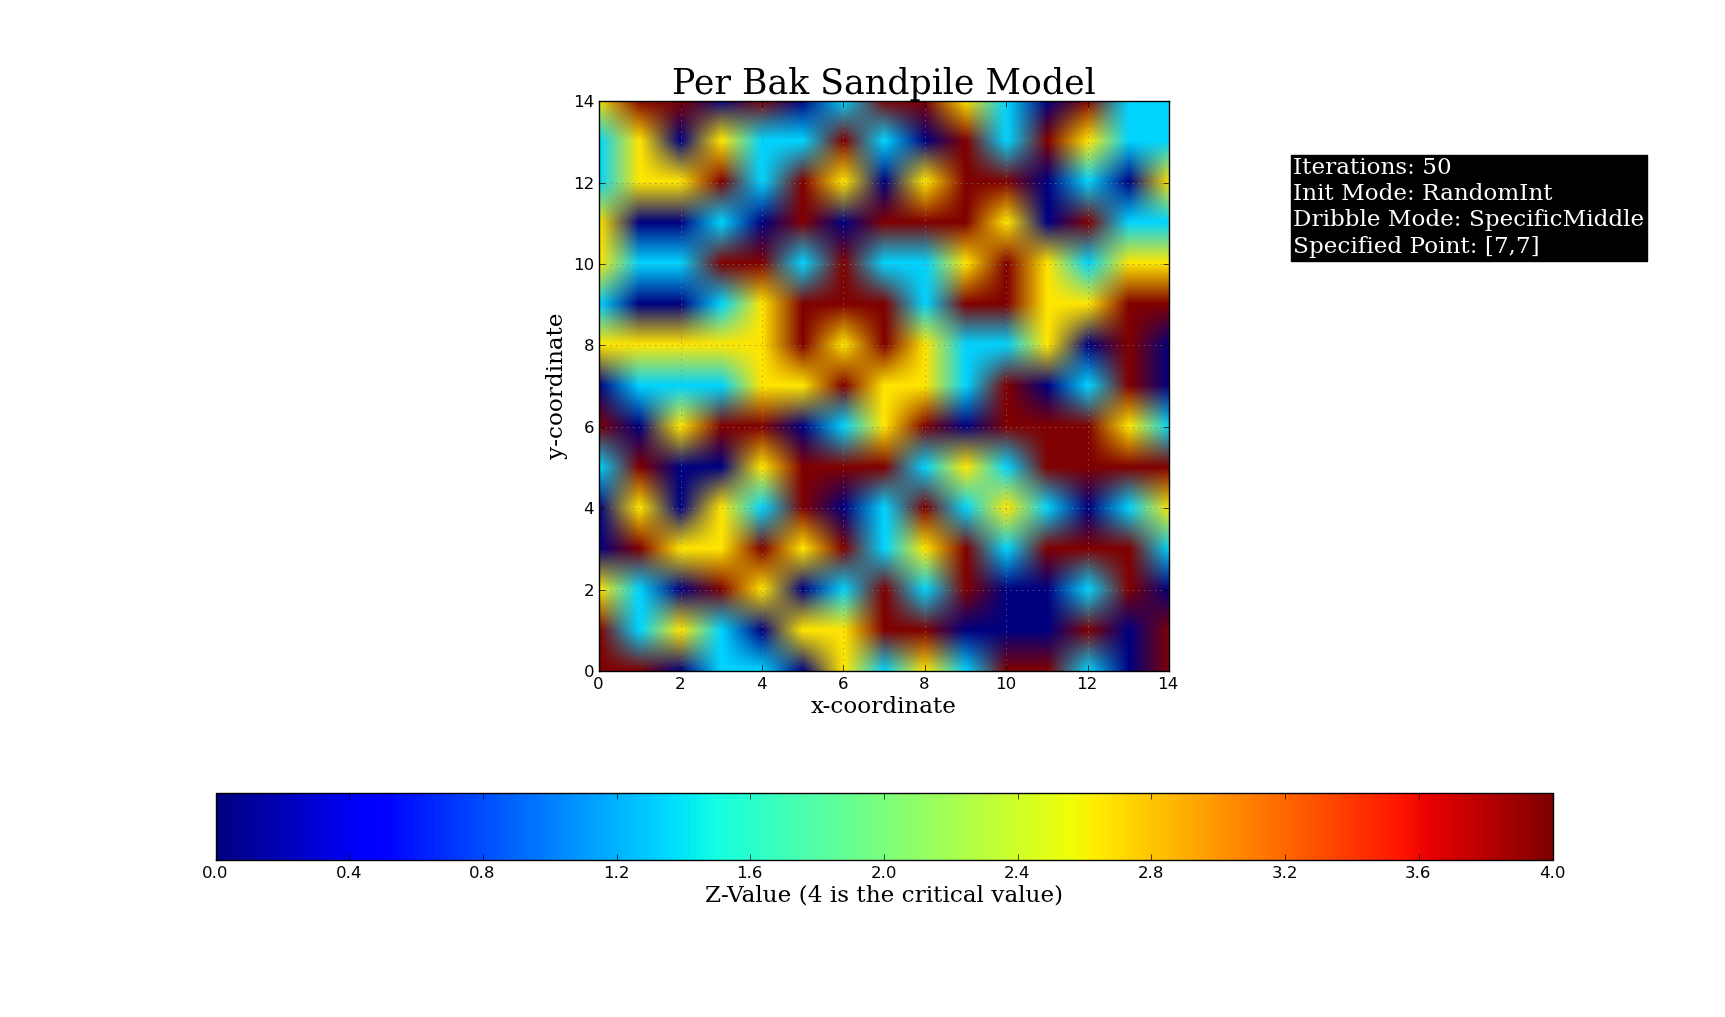 Per Bak Sandpile Model
14
12
10
8
6
4
2
0
y-coordinate
0 2 4 6 8 10 12 14
x-coordinate
Iterations: 50
Init Mode: RandomInt
Dribble Mode: SpecificMiddle
Specified Point: [7,7]
0.0 0.4 0.8 1.2 1.6 2.0 2.4 2.8 3.2 3.6 4.0
Z-Value (4 is the critical value)